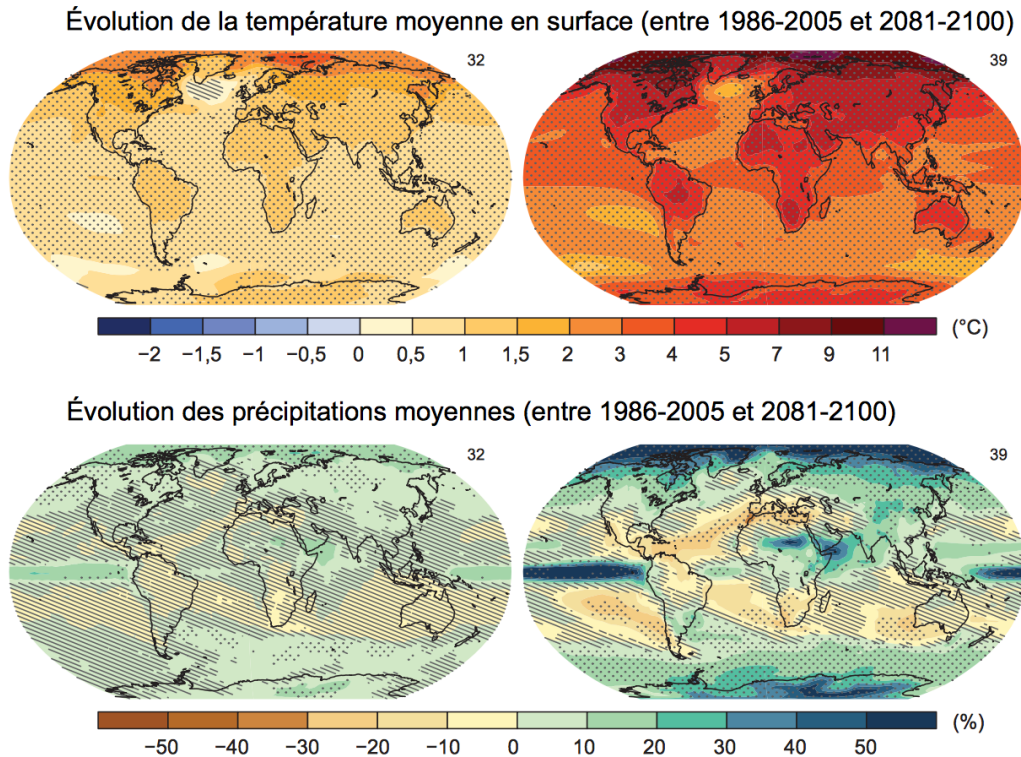 Évolution de la température moyenne en surface (entre 1986-2005 et 2081-2100)
32
39
−2 −1,5 −1 −0,5 0 0,5 1 1,5 2 3 4 5 7 9 11 (°C)
Évolution des précipitations moyennes (entre 1986-2005 et 2081-2100)
32
39
−50 −40 −30 −20 −10 0 10 20 30 40 50 (%)